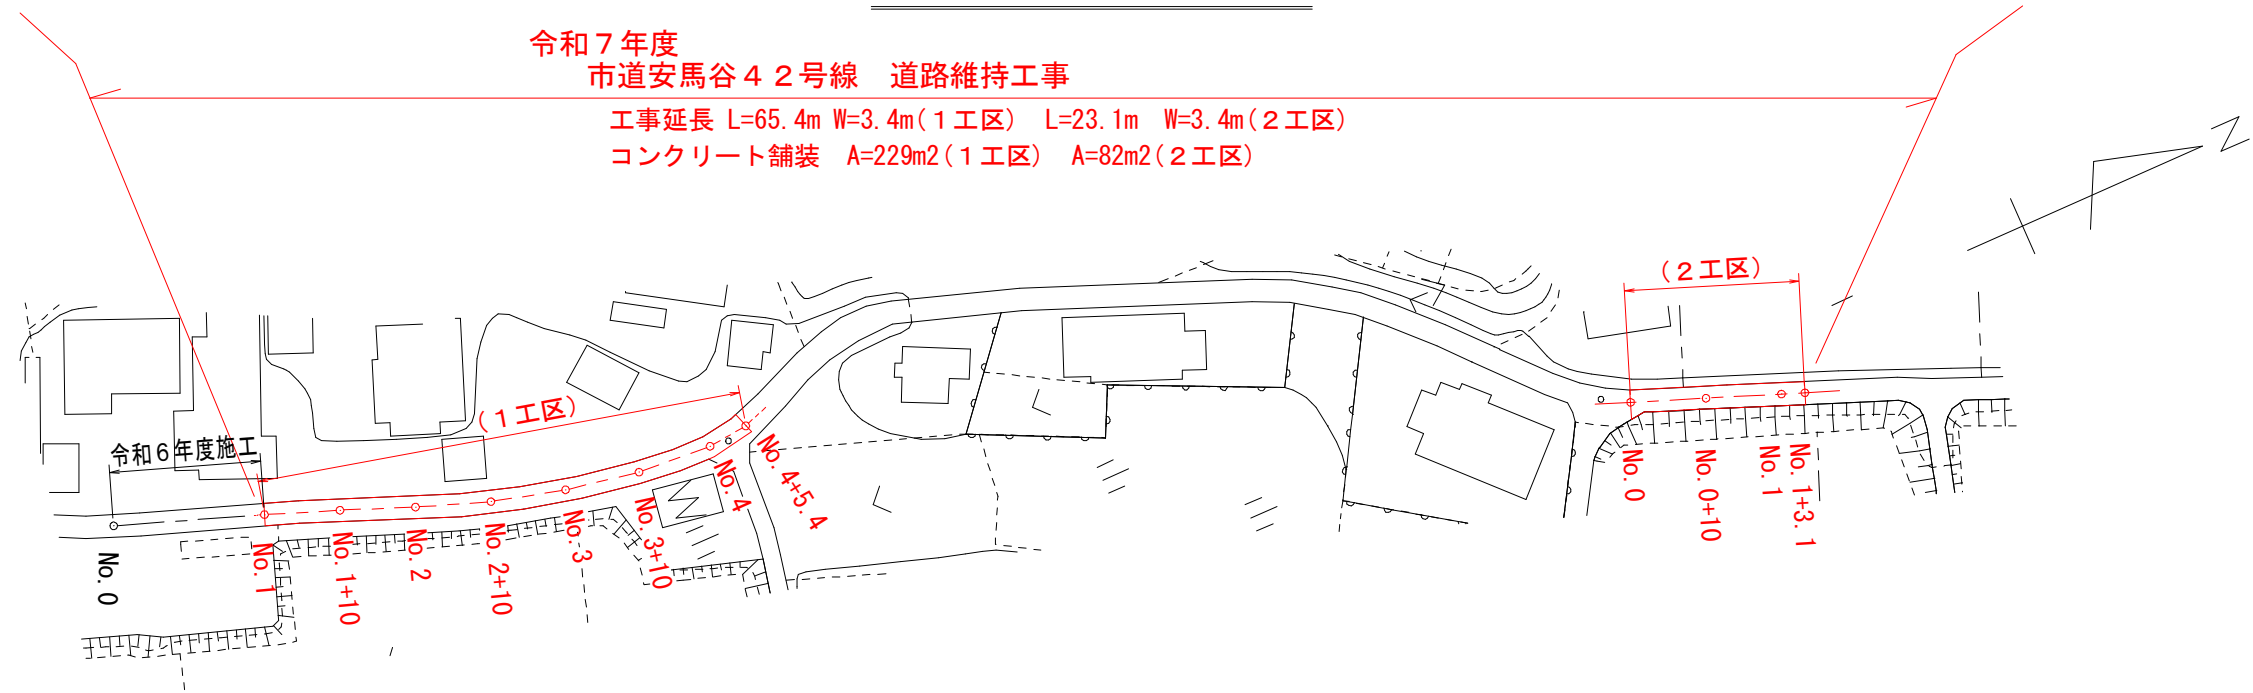 令和７年度
市道安馬谷４２号線　道路維持工事
工事延長 L=65.4m W=3.4m(１工区)　L=23.1m　W=3.4m(２工区)
コンクリート舗装　A=229m2(１工区)　A=82m2(２工区)
N
(２工区)
(１工区)
令和６年度施工
No.0
No.1
No.1+10
No.2
No.2+10
No.3
No.3+10
No.4
No.4+5.4
No.0
No.0+10
No.1
No.1+3.1